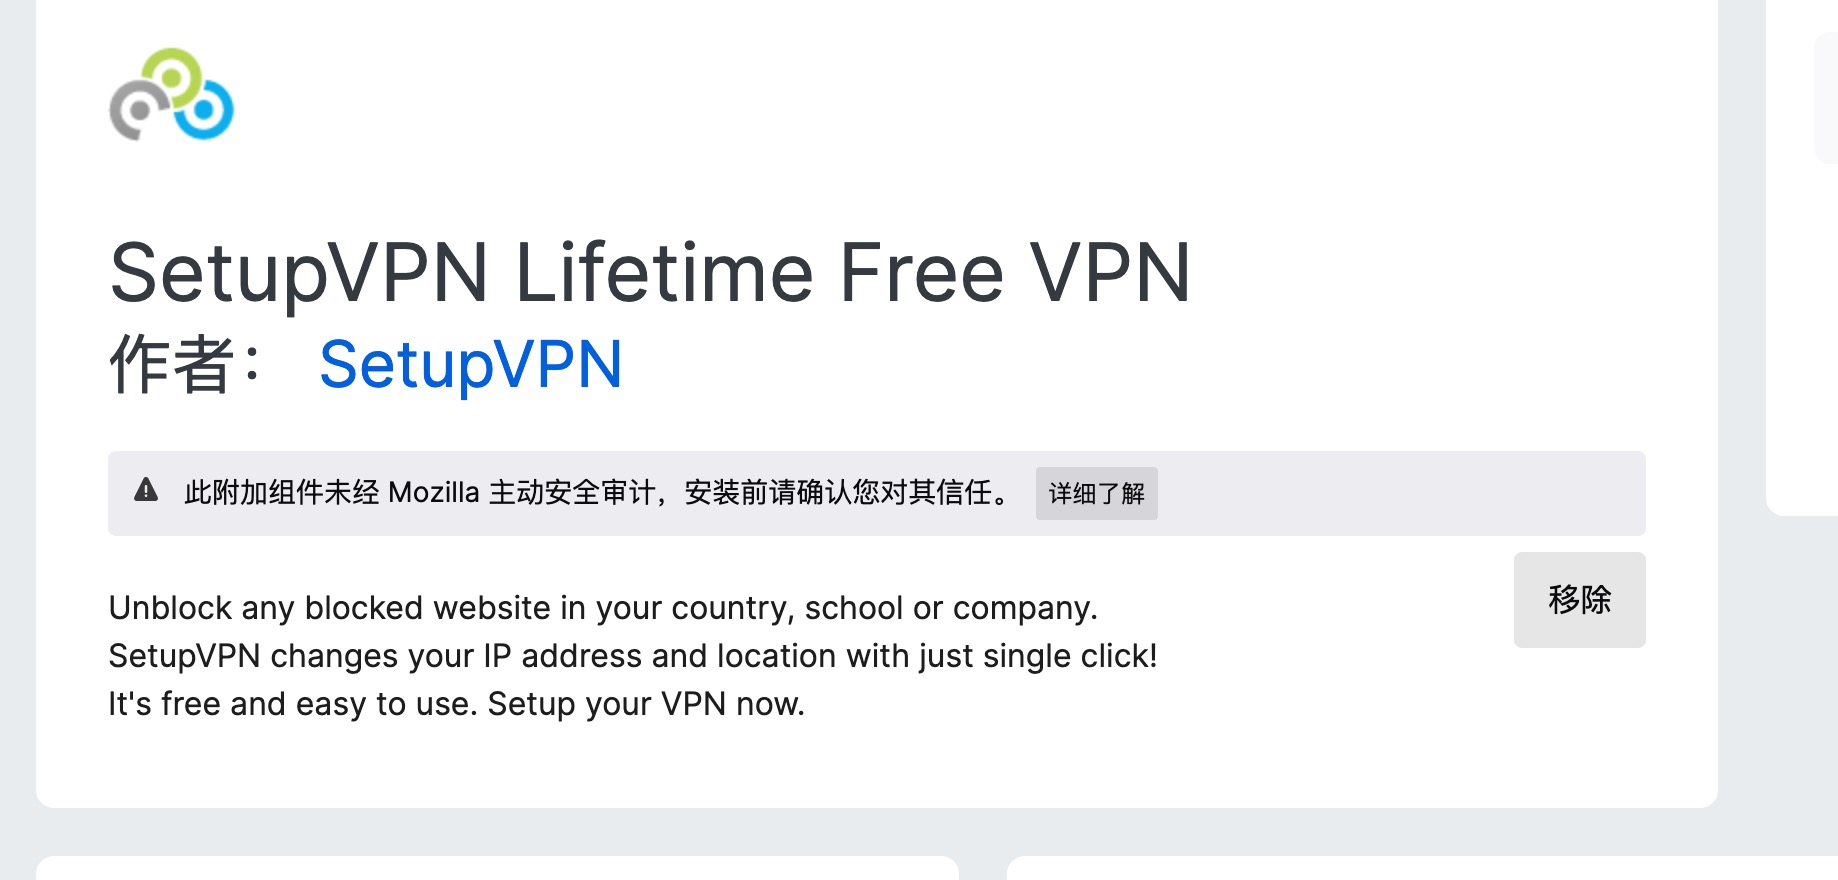 SetupVPN Lifetime Free VPN
作者： SetupVPN
此附加组件未经 Mozilla 主动安全审计，安装前请确认您对其信任。 详细了解
Unblock any blocked website in your country, school or company.
SetupVPN changes your IP address and location with just single click!
It's free and easy to use. Setup your VPN now.
移除